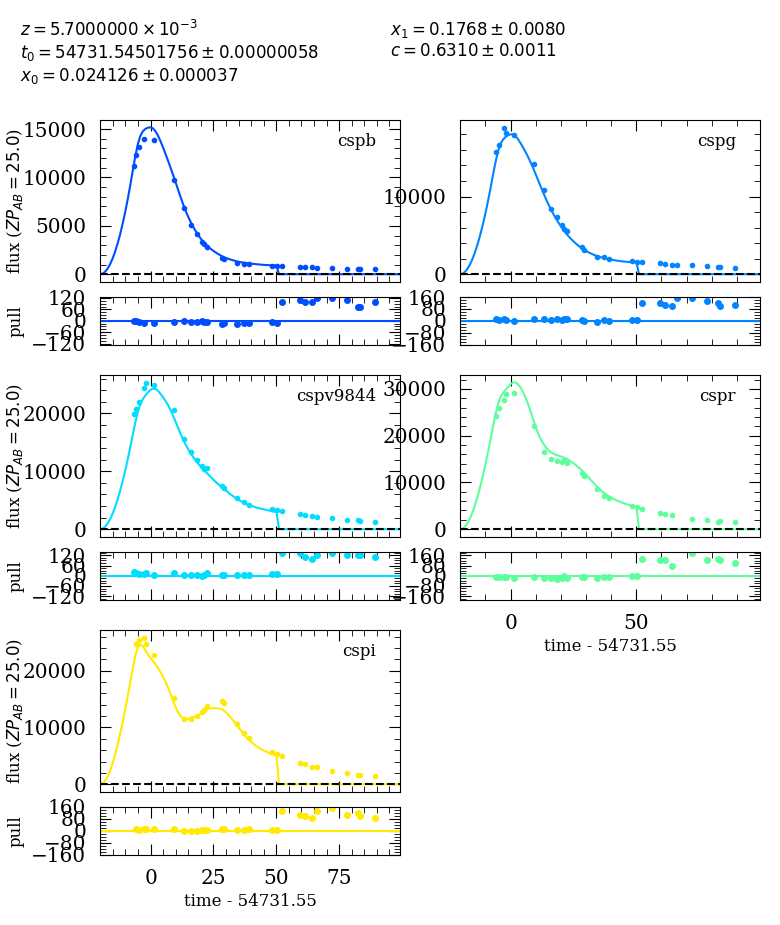 z = 5.7000000 × 10⁻³
t₀ = 54731.54501756 ± 0.00000058
x₀ = 0.024126 ± 0.000037
x₁ = 0.1768 ± 0.0080
c = 0.6310 ± 0.0011
15000
10000
5000
0
flux (ZP_AB = 25.0)
cspb
120
60
0
−60
−120
pull
10000
0
cspg
160
80
0
−80
−160
20000
10000
0
flux (ZP_AB = 25.0)
cspv9844
120
60
0
−60
−120
pull
30000
20000
10000
0
cspr
160
80
0
−80
−160
0 50
time - 54731.55
20000
10000
0
flux (ZP_AB = 25.0)
cspi
160
80
0
−80
−160
pull
0 25 50 75
time - 54731.55